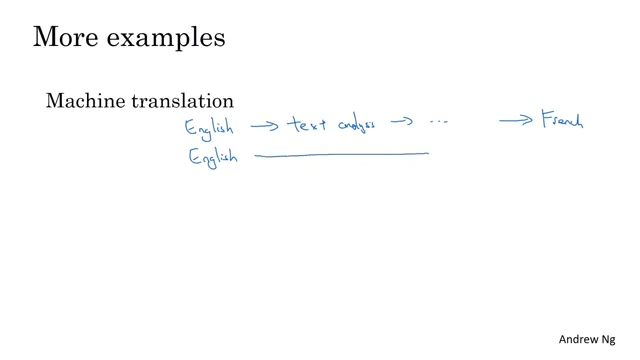 More examples
Machine translation
English → text analysis → ... → French
English
Andrew Ng